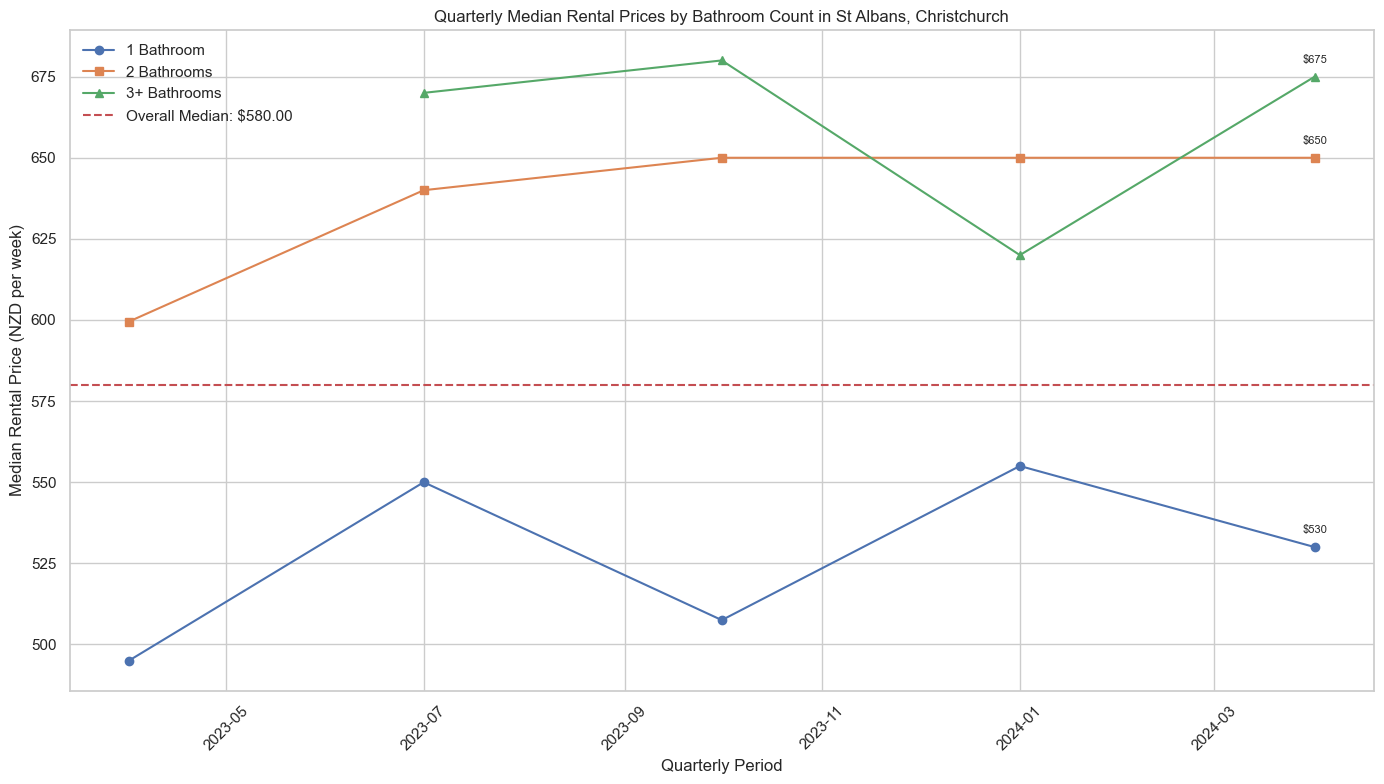 Quarterly Median Rental Prices by Bathroom Count in St Albans, Christchurch
1 Bathroom
2 Bathrooms
3+ Bathrooms
Overall Median: $580.00
$675
$650
$530
Median Rental Price (NZD per week)
675
650
625
600
575
550
525
500
2023-05
2023-07
2023-09
2023-11
2024-01
2024-03
Quarterly Period